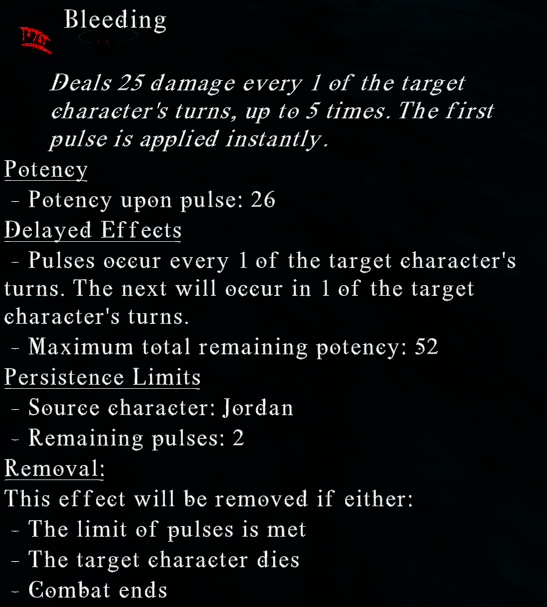 Bleeding
Deals 25 damage every 1 of the target
character's turns, up to 5 times. The first
pulse is applied instantly.
Potency
- Potency upon pulse: 26
Delayed Effects
- Pulses occur every 1 of the target character's
turns. The next will occur in 1 of the target
character's turns.
- Maximum total remaining potency: 52
Persistence Limits
- Source character: Jordan
- Remaining pulses: 2
Removal:
This effect will be removed if either:
- The limit of pulses is met
- The target character dies
- Combat ends